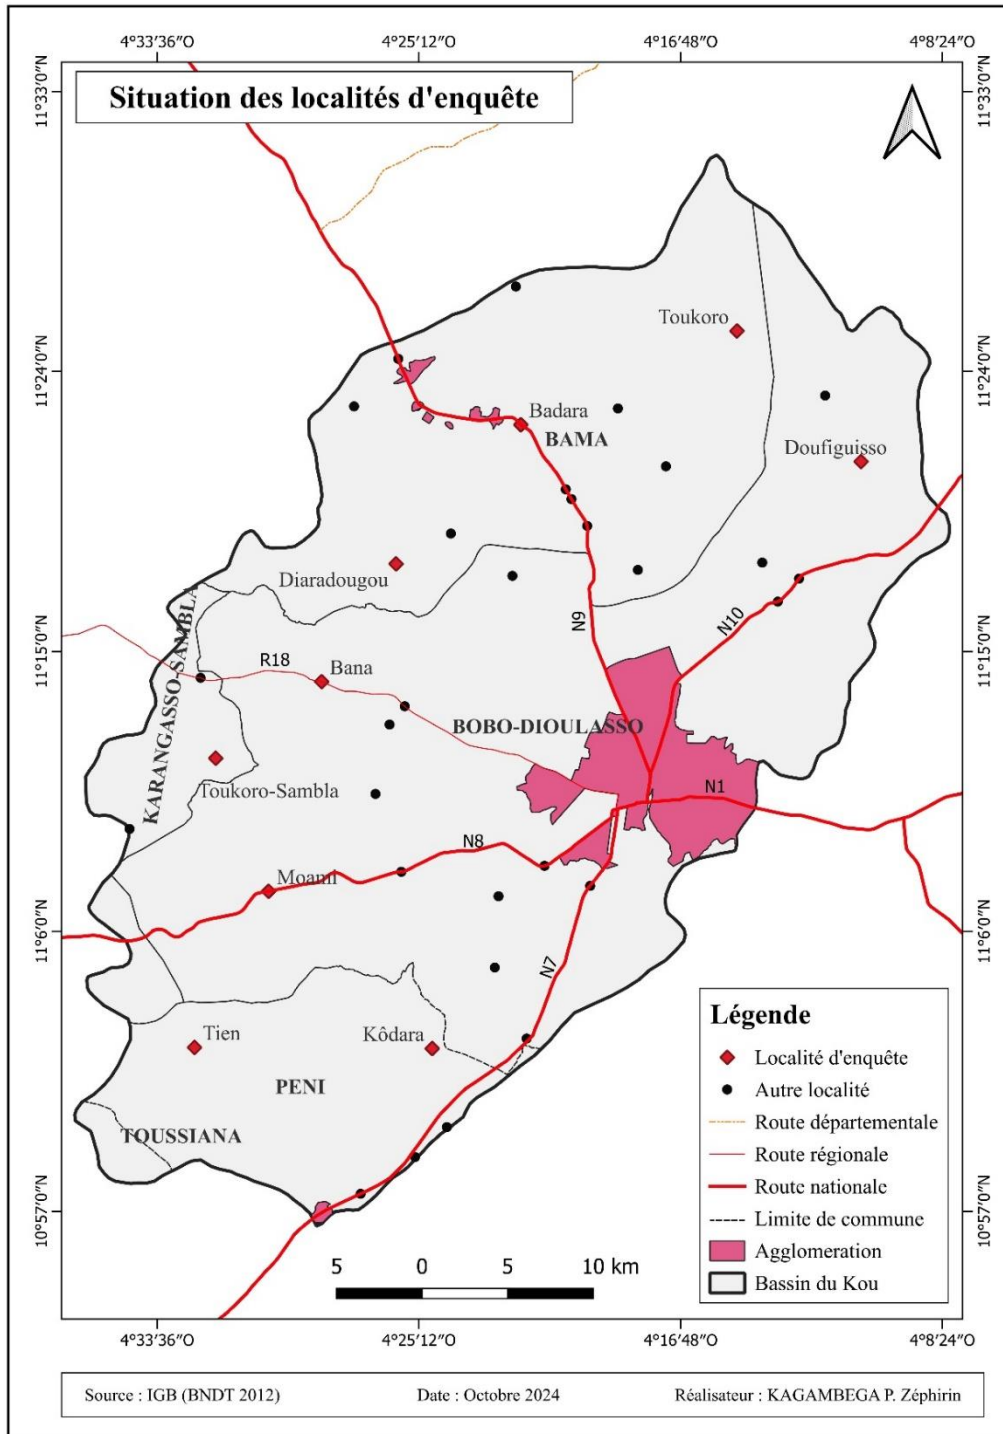 4°33′36″O
4°25′12″O
4°16′48″O
4°8′24″O
Situation des localités d'enquête
11°33′0″N
11°33′0″N
Toukoro
11°24′0″N
11°24′0″N
Badara
BAMA
Doufiguisso
Diaradougou
KARANGASSO-SAMBLA
N9
N10
11°15′0″N
11°15′0″N
R18
Bana
BOBO-DIOULASSO
Toukoro-Sambla
N1
N8
Moami
11°6′0″N
11°6′0″N
N7
Tien
Kôdara
PENI
TOUSSIANA
10°57′0″N
10°57′0″N
Légende
Localité d'enquête
Autre localité
Route départementale
Route régionale
Route nationale
Limite de commune
Agglomeration
Bassin du Kou
5 0 5 10 km
4°33′36″O
4°25′12″O
4°16′48″O
4°8′24″O
Source : IGB (BNDT 2012)
Date : Octobre 2024
Réalisateur : KAGAMBEGA P. Zéphirin